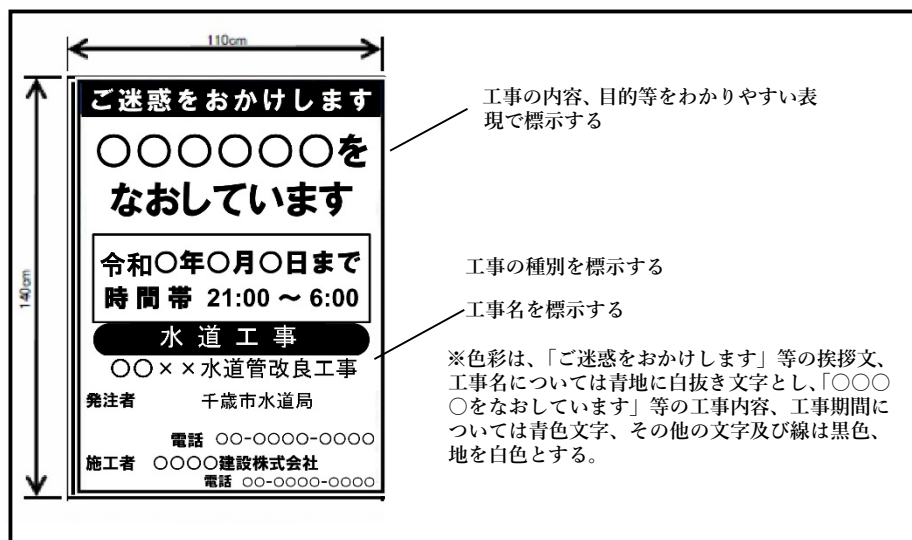 110cm
140cm
ご迷惑をおかけします
○○○○○○を
なおしています
令和○年○月○日まで
時間帯 21:00 ～ 6:00
水道工事
○○××水道管改良工事
発注者 千歳市水道局
電話 ○○-○○○○-○○○○
施工者 ○○○○建設株式会社
電話 ○○-○○○○-○○○○
工事の内容、目的等をわかりやすい表
現で標示する
工事の種別を標示する
工事名を標示する
※色彩は、「ご迷惑をおかけします」等の挨拶文、
工事名については青地に白抜き文字とし、「○○○
○をなおしています」等の工事内容、工事期間に
ついては青色文字、その他の文字及び線は黒色、
地を白色とする。